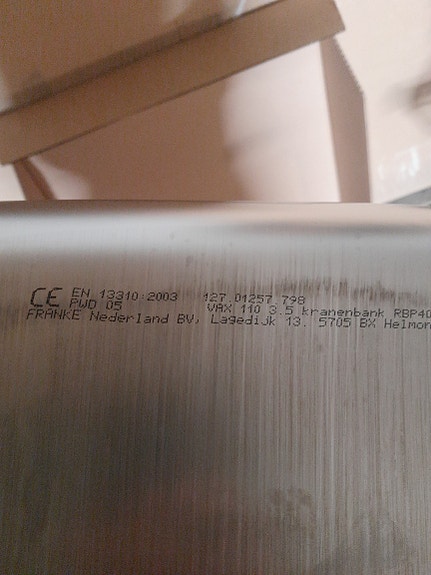 CE EN 13310:2003 127.01257 798
PWD 05 VAX 110 3.5 kranenbank RBP40
FRANKE Nederland BV, Lagedijk 13. 5705 BX Helmon